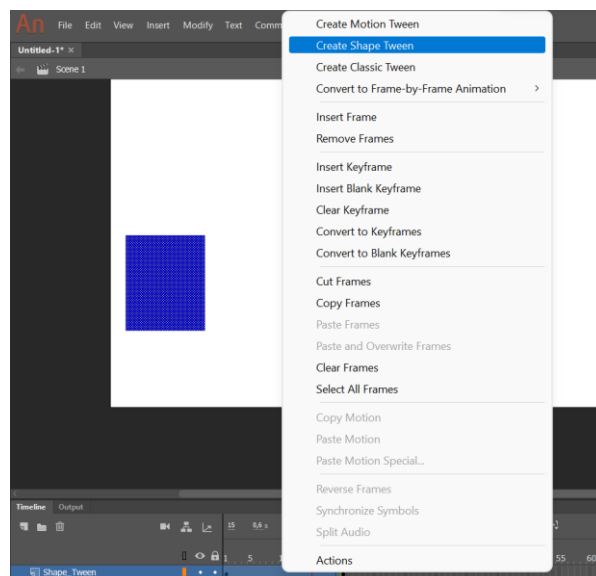 An File Edit View Insert Modify Text Comm
Untitled-1* ×
Scene 1
Create Motion Tween
Create Shape Tween
Create Classic Tween
Convert to Frame-by-Frame Animation
Insert Frame
Remove Frames
Insert Keyframe
Insert Blank Keyframe
Clear Keyframe
Convert to Keyframes
Convert to Blank Keyframes
Cut Frames
Copy Frames
Paste Frames
Paste and Overwrite Frames
Clear Frames
Select All Frames
Copy Motion
Paste Motion
Paste Motion Special...
Reverse Frames
Synchronize Symbols
Split Audio
Actions
Timeline Output
15 0,6 s
1 5 55 60
Shape_Tween